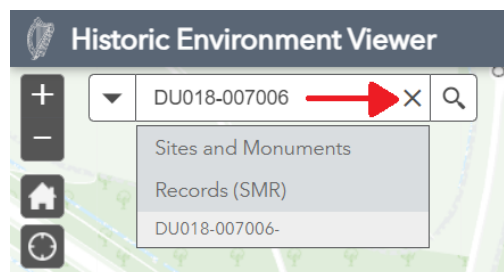 Historic Environment Viewer
DU018-007006
Sites and Monuments
Records (SMR)
DU018-007006-